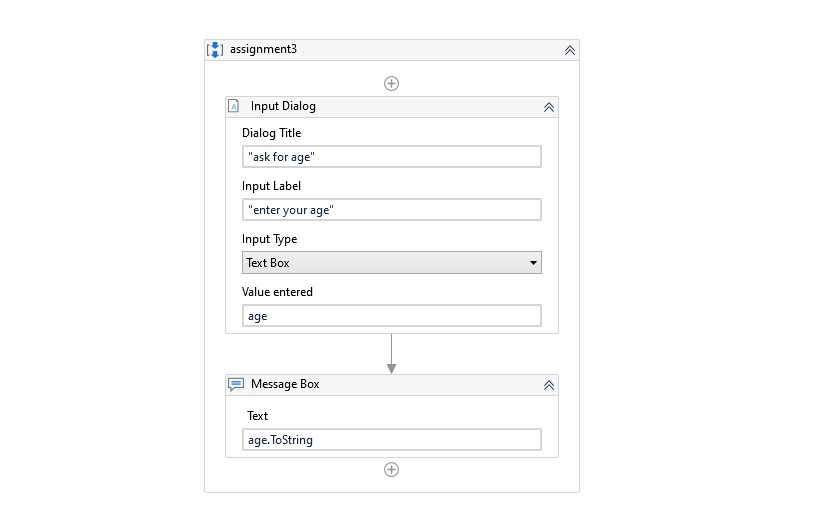 assignment3
Input Dialog
Dialog Title
"ask for age"
Input Label
"enter your age"
Input Type
Text Box
Value entered
age
Message Box
Text
age.ToString